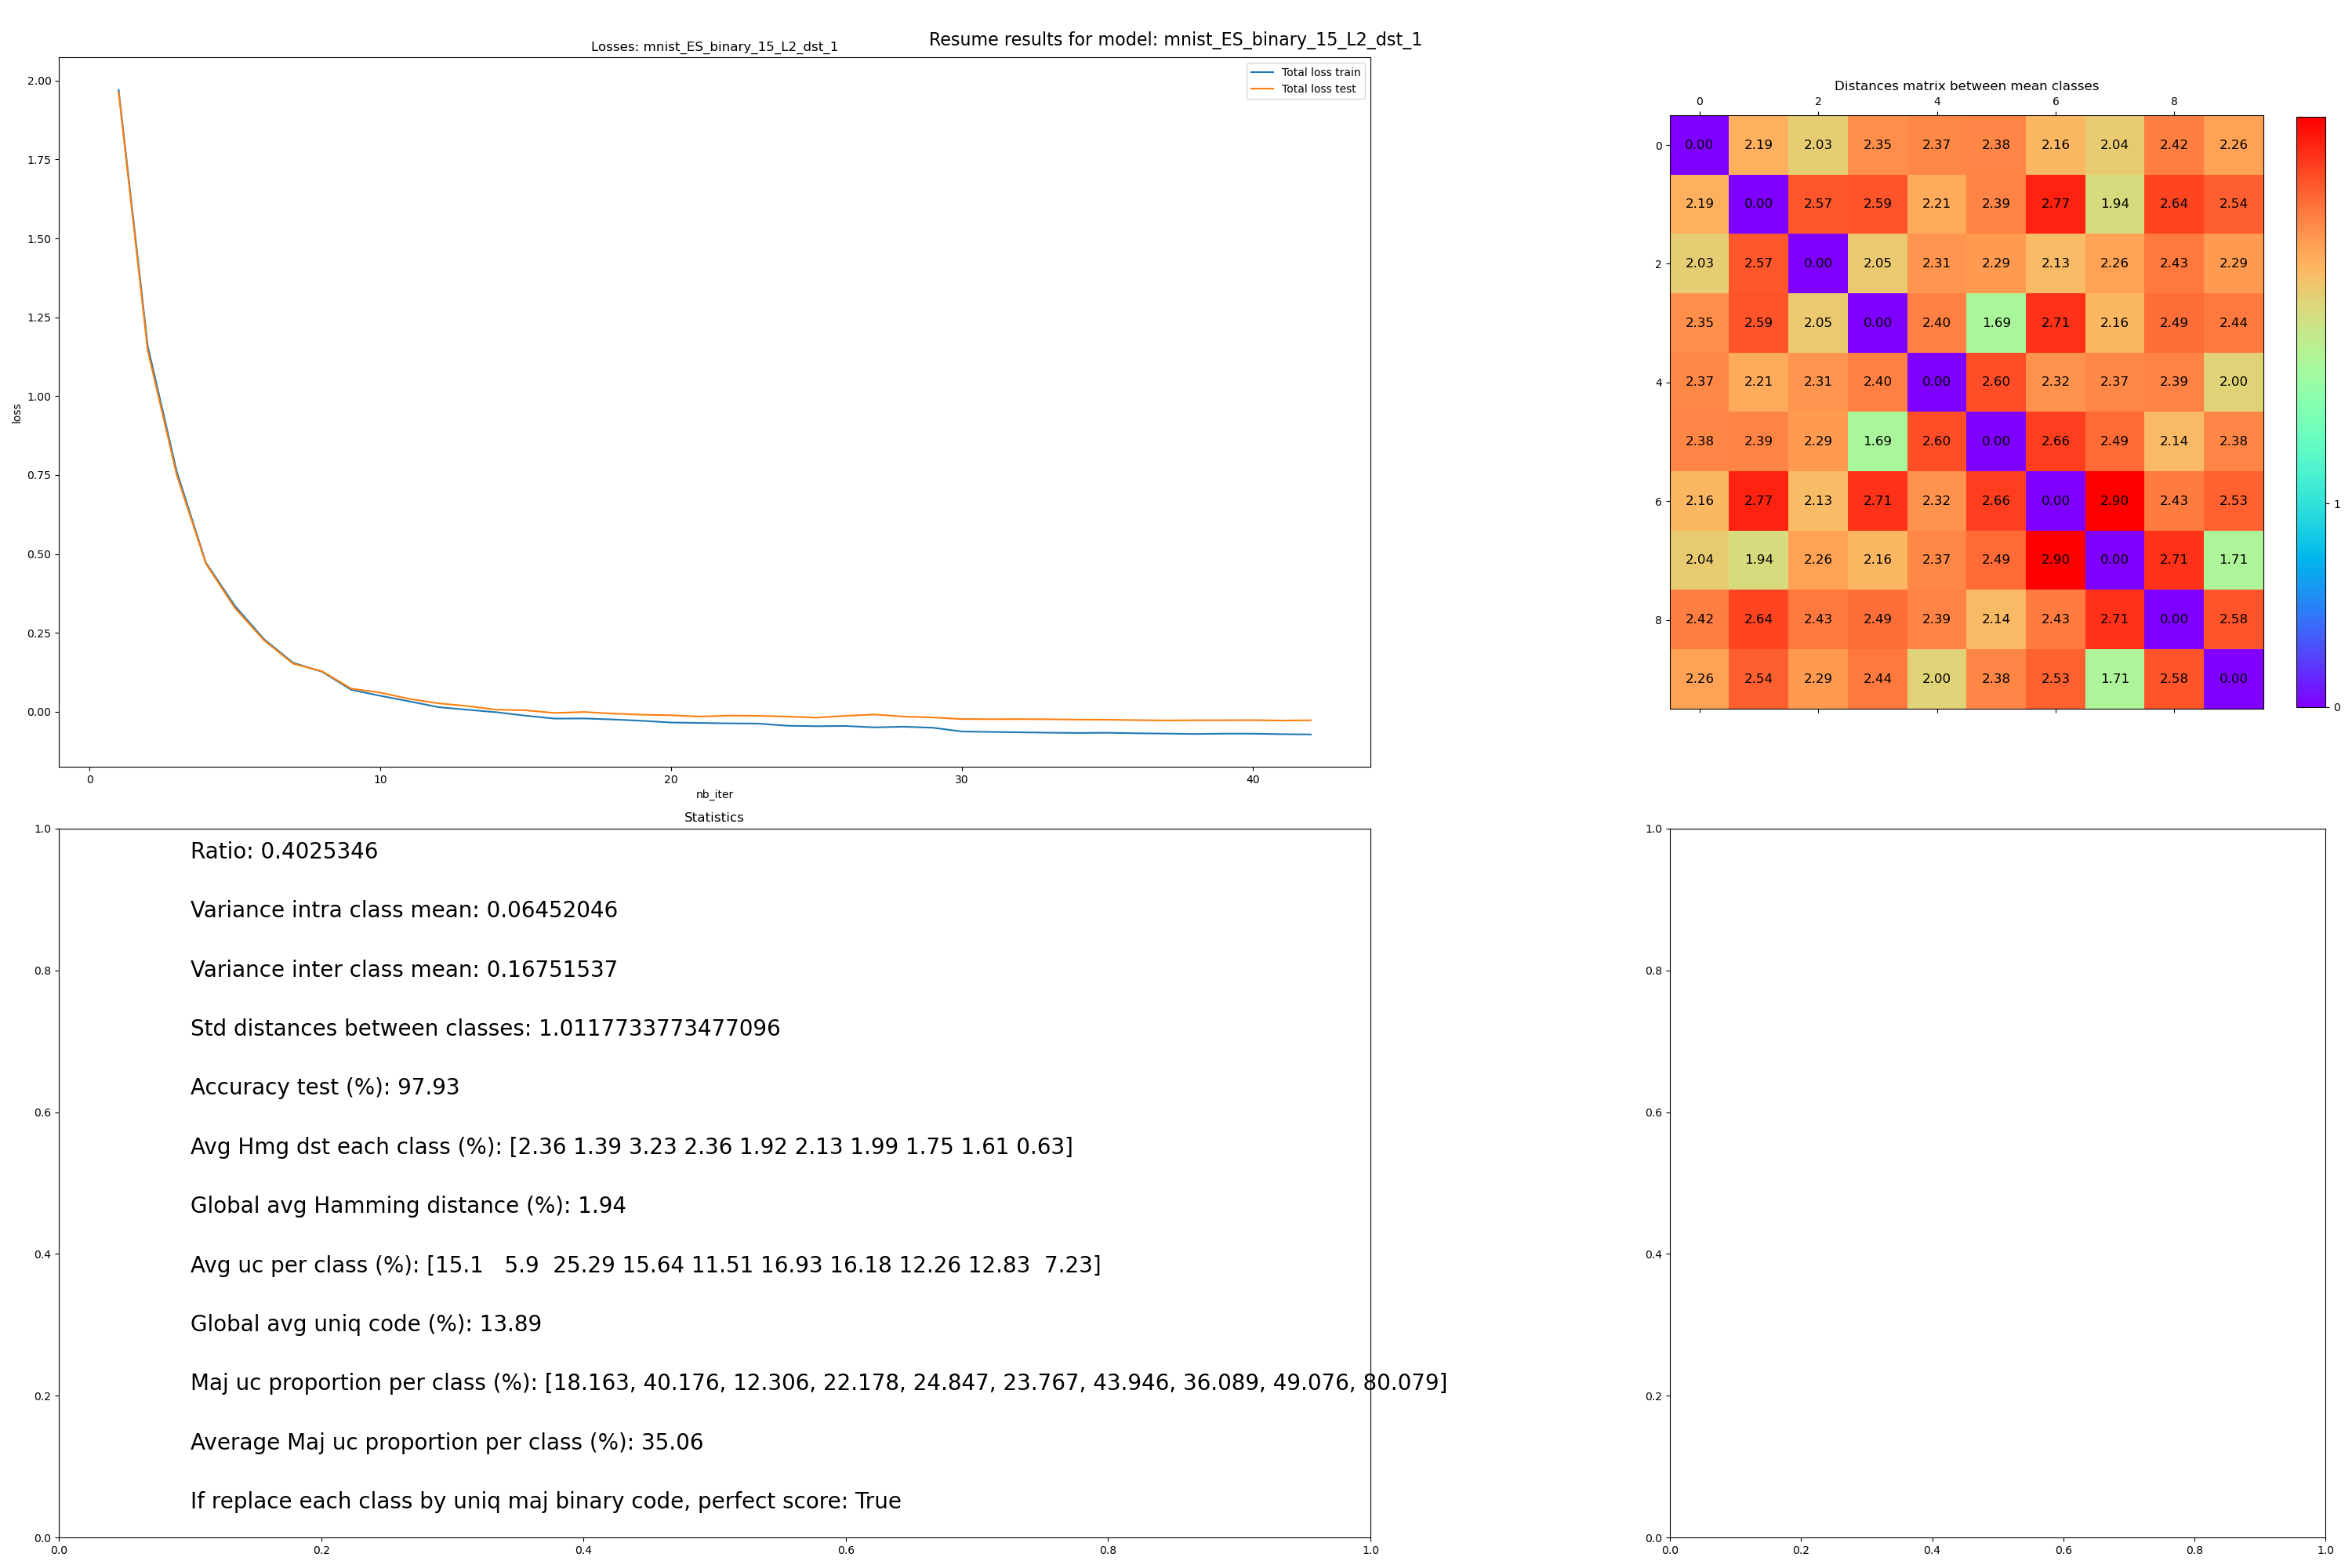 Resume results for model: mnist_ES_binary_15_L2_dst_1
Losses: mnist_ES_binary_15_L2_dst_1
Total loss train
Total loss test
2.00
1.75
1.50
1.25
1.00
0.75
0.50
0.25
0.00
loss
0 10 20 30 40
nb_iter
Distances matrix between mean classes
0 2 4 6 8
0 0.00 2.19 2.03 2.35 2.37 2.38 2.16 2.04 2.42 2.26
2.19 0.00 2.57 2.59 2.21 2.39 2.77 1.94 2.64 2.54
2 2.03 2.57 0.00 2.05 2.31 2.29 2.13 2.26 2.43 2.29
2.35 2.59 2.05 0.00 2.40 1.69 2.71 2.16 2.49 2.44
4 2.37 2.21 2.31 2.40 0.00 2.60 2.32 2.37 2.39 2.00
2.38 2.39 2.29 1.69 2.60 0.00 2.66 2.49 2.14 2.38
6 2.16 2.77 2.13 2.71 2.32 2.66 0.00 2.90 2.43 2.53
2.04 1.94 2.26 2.16 2.37 2.49 2.90 0.00 2.71 1.71
8 2.42 2.64 2.43 2.49 2.39 2.14 2.43 2.71 0.00 2.58
2.26 2.54 2.29 2.44 2.00 2.38 2.53 1.71 2.58 0.00
1
0
Statistics
1.0
0.8
0.6
0.4
0.2
0.0
Ratio: 0.4025346
Variance intra class mean: 0.06452046
Variance inter class mean: 0.16751537
Std distances between classes: 1.0117733773477096
Accuracy test (%): 97.93
Avg Hmg dst each class (%): [2.36 1.39 3.23 2.36 1.92 2.13 1.99 1.75 1.61 0.63]
Global avg Hamming distance (%): 1.94
Avg uc per class (%): [15.1 5.9 25.29 15.64 11.51 16.93 16.18 12.26 12.83 7.23]
Global avg uniq code (%): 13.89
Maj uc proportion per class (%): [18.163, 40.176, 12.306, 22.178, 24.847, 23.767, 43.946, 36.089, 49.076, 80.079]
Average Maj uc proportion per class (%): 35.06
If replace each class by uniq maj binary code, perfect score: True
0.0 0.2 0.4 0.6 0.8 1.0
1.0
0.8
0.6
0.4
0.2
0.0
0.0 0.2 0.4 0.6 0.8 1.0